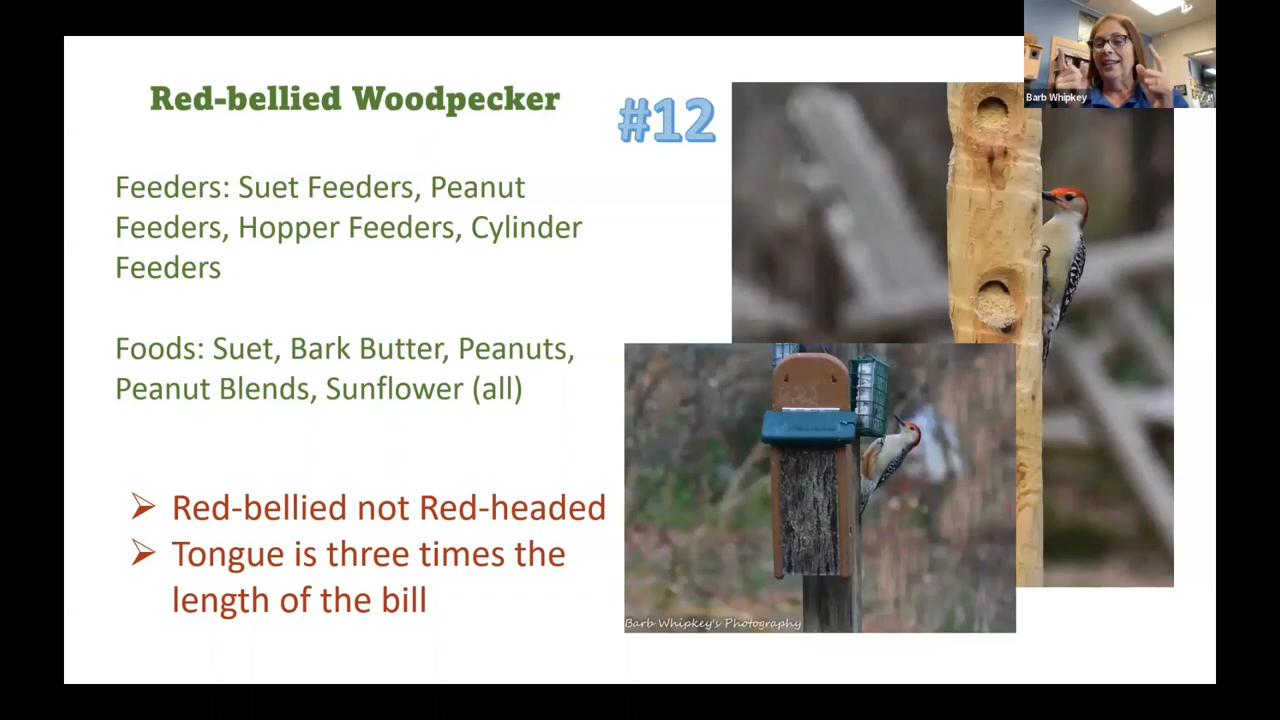 Barb Whipkey
Red-bellied Woodpecker
#12
Feeders: Suet Feeders, Peanut
Feeders, Hopper Feeders, Cylinder
Feeders
Foods: Suet, Bark Butter, Peanuts,
Peanut Blends, Sunflower (all)
➢ Red-bellied not Red-headed
➢ Tongue is three times the
length of the bill
Barb Whipkey's Photography